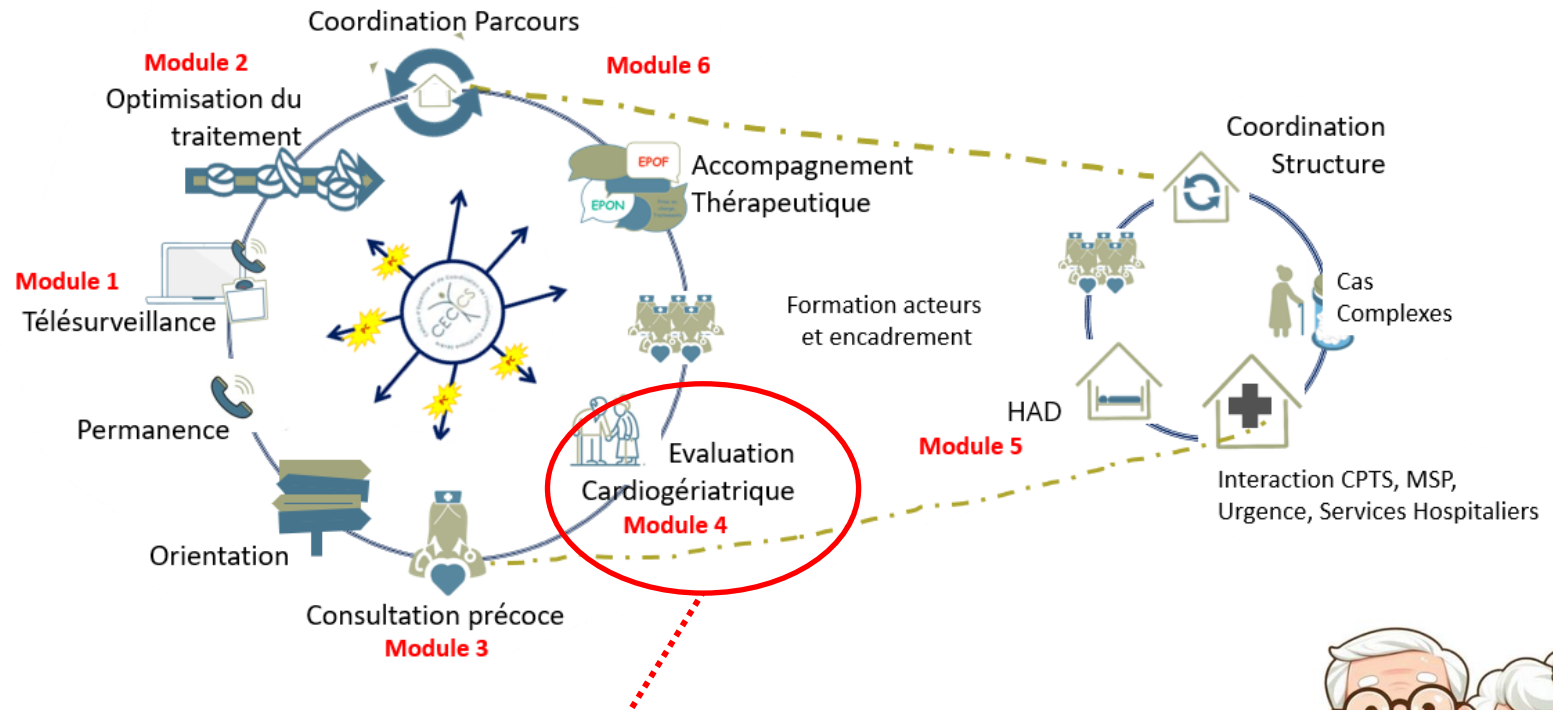 Coordination Parcours
Module 2
Optimisation du
traitement
Module 6
EPOF
EPON
Accompagnement
Thérapeutique
Coordination
Structure
Module 1
Télésurveillance
CECICS
Formation acteurs
et encadrement
Cas
Complexes
Permanence
HAD
Module 5
Evaluation
Cardiogériatrique
Module 4
Interaction CPTS, MSP,
Urgence, Services Hospitaliers
Orientation
Consultation précoce
Module 3